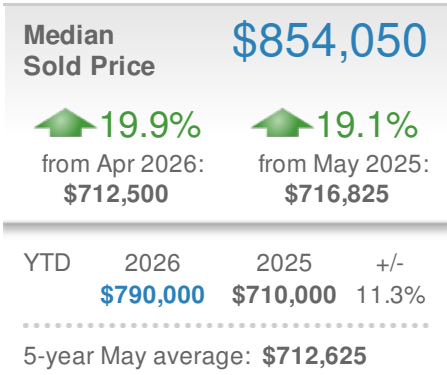 Median $854,050
Sold Price
19.9% 19.1%
from Apr 2026: from May 2025:
$712,500 $716,825
YTD 2026 2025 +/-
$790,000 $710,000 11.3%
5-year May average: $712,625